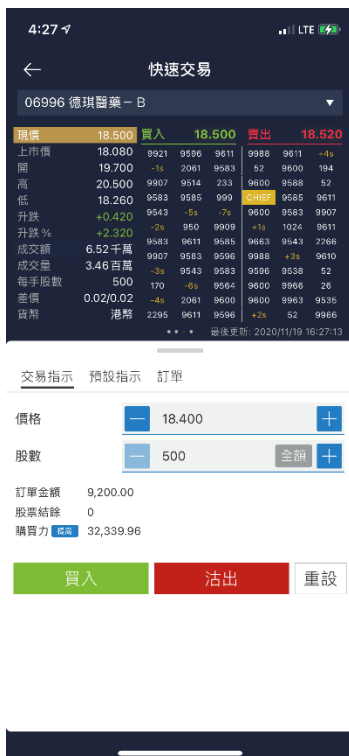 4:27 LTE
快速交易
06996 德琪醫藥－B
現價 18.500 買入 18.500 賣出 18.520
上市價 18.080 9921 9596 9611 9988 9611 -4s
開 19.700 -1s 2061 9583 52 9600 194
高 20.500 9907 9514 233 9600 9588 52
低 18.260 9583 9585 999 CHIEF 9585 9611
升跌 +0.420 9543 -5s -7s 9600 9583 9907
升跌% +2.320 -2s 950 9909 +1s 1024 9611
成交額 6.52千萬 9583 9611 9585 9663 9543 2266
成交量 3.46百萬 9907 9583 9596 9988 +3s 9610
每手股數 500 -3s 9543 9583 9596 9538 52
差價 0.02/0.02 170 -6s 9564 9600 9966 26
貨幣 港幣 -4s 2061 9600 9600 9963 9535
2295 9611 9596 +2s 52 9966
最後更新: 2020/11/19 16:27:13
交易指示 預設指示 訂單
價格 18.400
股數 500 全額
訂單金額 9,200.00
股票結餘 0
購買力 提高 32,339.96
買入 沽出 重設